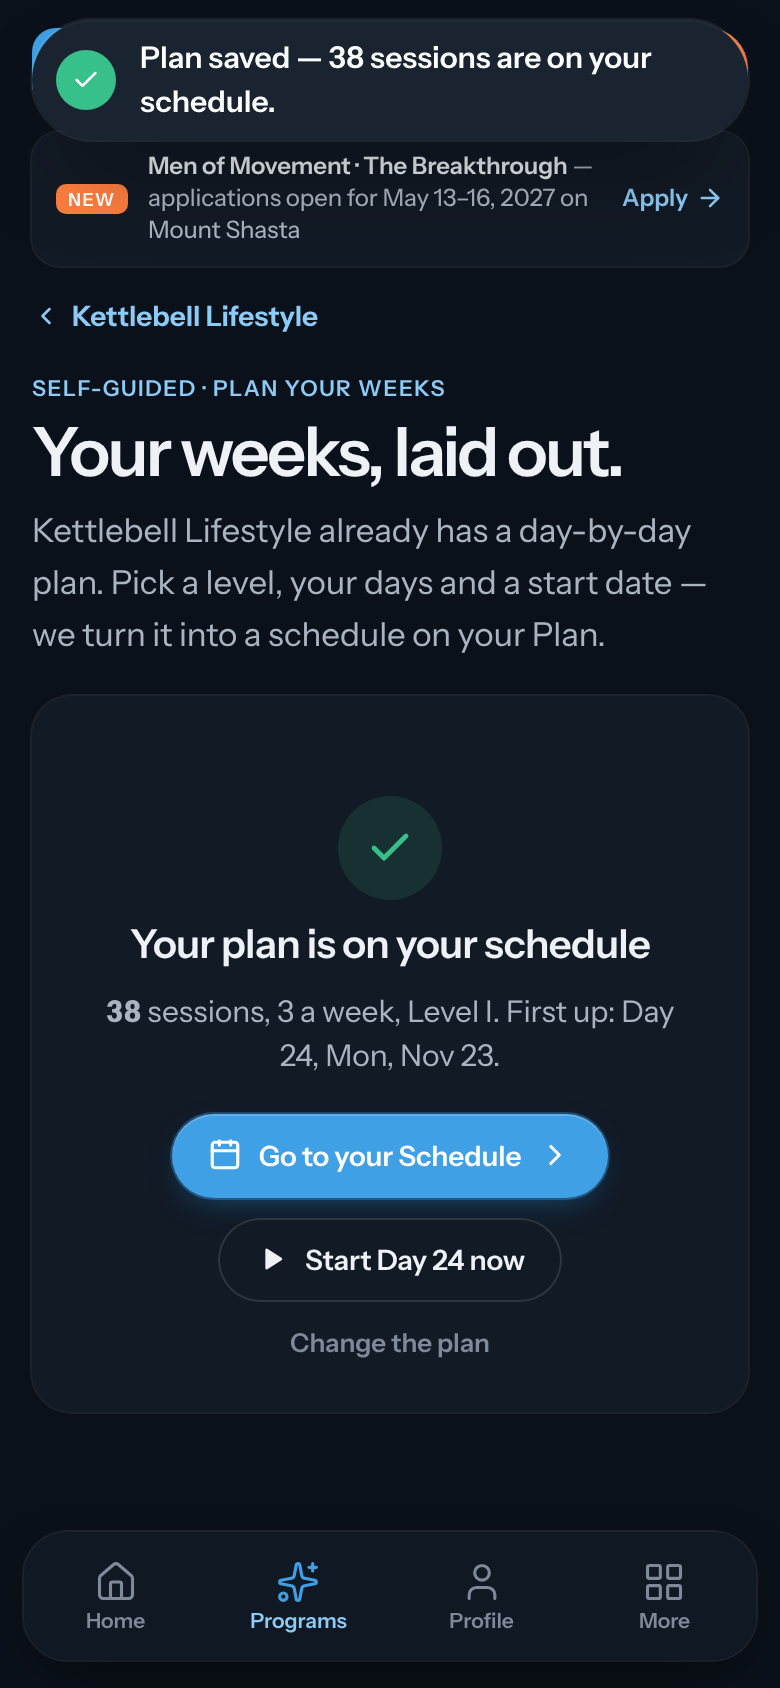 Plan saved — 38 sessions are on your
schedule.
NEW
Men of Movement · The Breakthrough —
applications open for May 13–16, 2027 on
Mount Shasta
Apply
Kettlebell Lifestyle
SELF-GUIDED · PLAN YOUR WEEKS
Your weeks, laid out.
Kettlebell Lifestyle already has a day-by-day
plan. Pick a level, your days and a start date —
we turn it into a schedule on your Plan.
Your plan is on your schedule
38 sessions, 3 a week, Level I. First up: Day
24, Mon, Nov 23.
Go to your Schedule
Start Day 24 now
Change the plan
Home
Programs
Profile
More